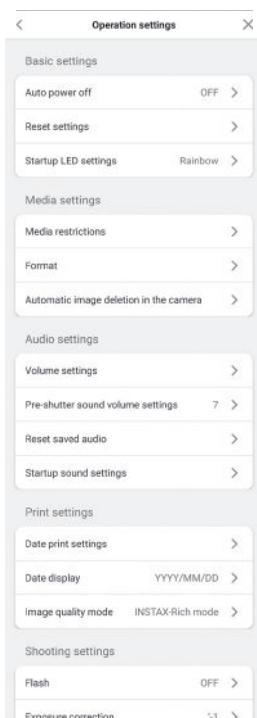 Operation settings
Basic settings
Auto power off OFF
Reset settings
Startup LED settings Rainbow
Media settings
Media restrictions
Format
Automatic image deletion in the camera
Audio settings
Volume settings
Pre-shutter sound volume settings 7
Reset saved audio
Startup sound settings
Print settings
Date print settings
Date display YYYY/MM/DD
Image quality mode INSTAX-Rich mode
Shooting settings
Flash OFF
Exposure correction